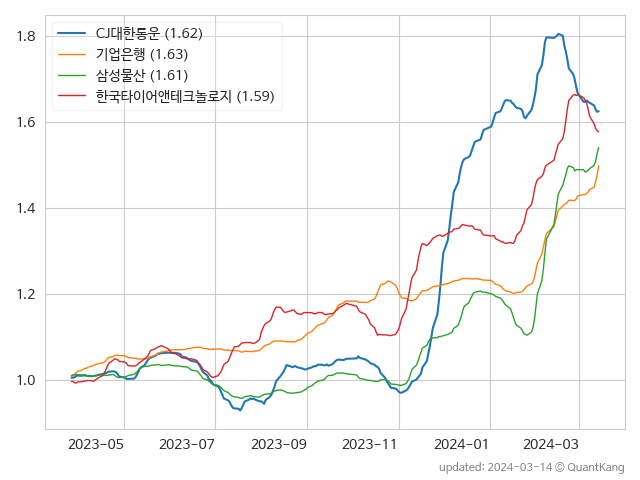 CJ대한통운 (1.62)
기업은행 (1.63)
삼성물산 (1.61)
한국타이어앤테크놀로지 (1.59)
1.8
1.6
1.4
1.2
1.0
2023-05 2023-07 2023-09 2023-11 2024-01 2024-03
updated: 2024-03-14 © QuantKang